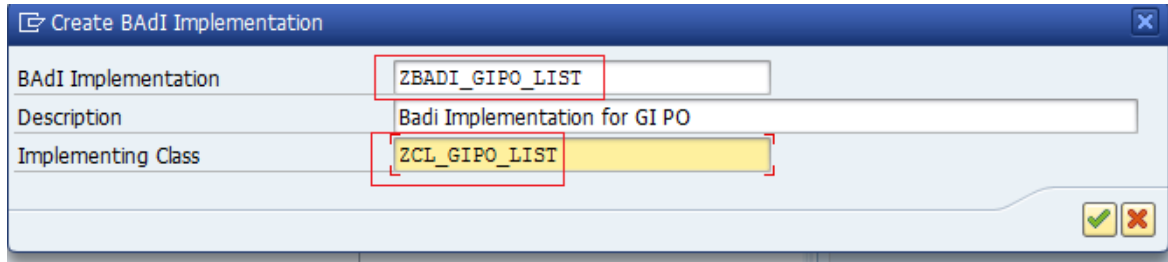 Create BAdI Implementation
BAdI Implementation ZBADI_GIPO_LIST
Description Badi Implementation for GI PO
Implementing Class ZCL_GIPO_LIST